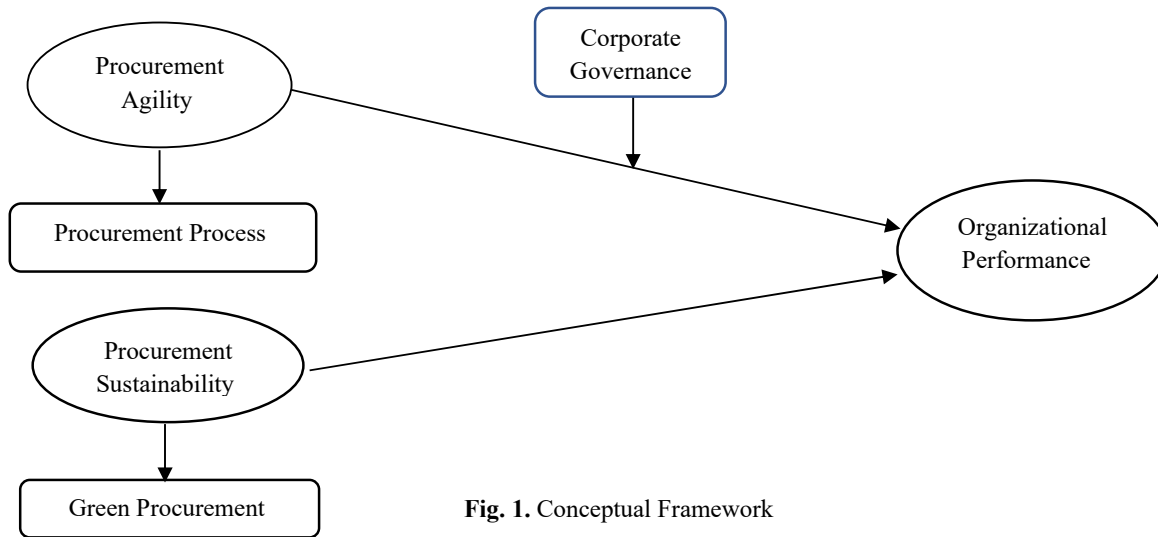 Procurement
Agility
Corporate
Governance
Procurement Process
Organizational
Performance
Procurement
Sustainability
Green Procurement
Fig. 1. Conceptual Framework